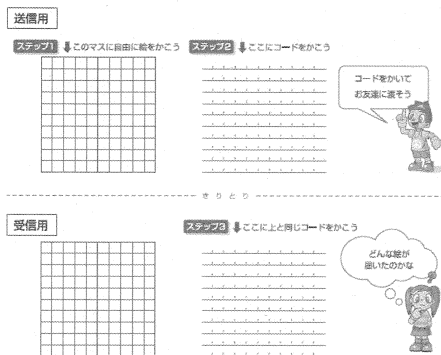 送信用
ステップ1 このマスに自由に絵をかこう
ステップ2 ここにコードをかこう
コードをかいて
お友達に渡そう
きりとり
受信用
ステップ3 ここに上と同じコードをかこう
どんな絵が
届いたのかな
?